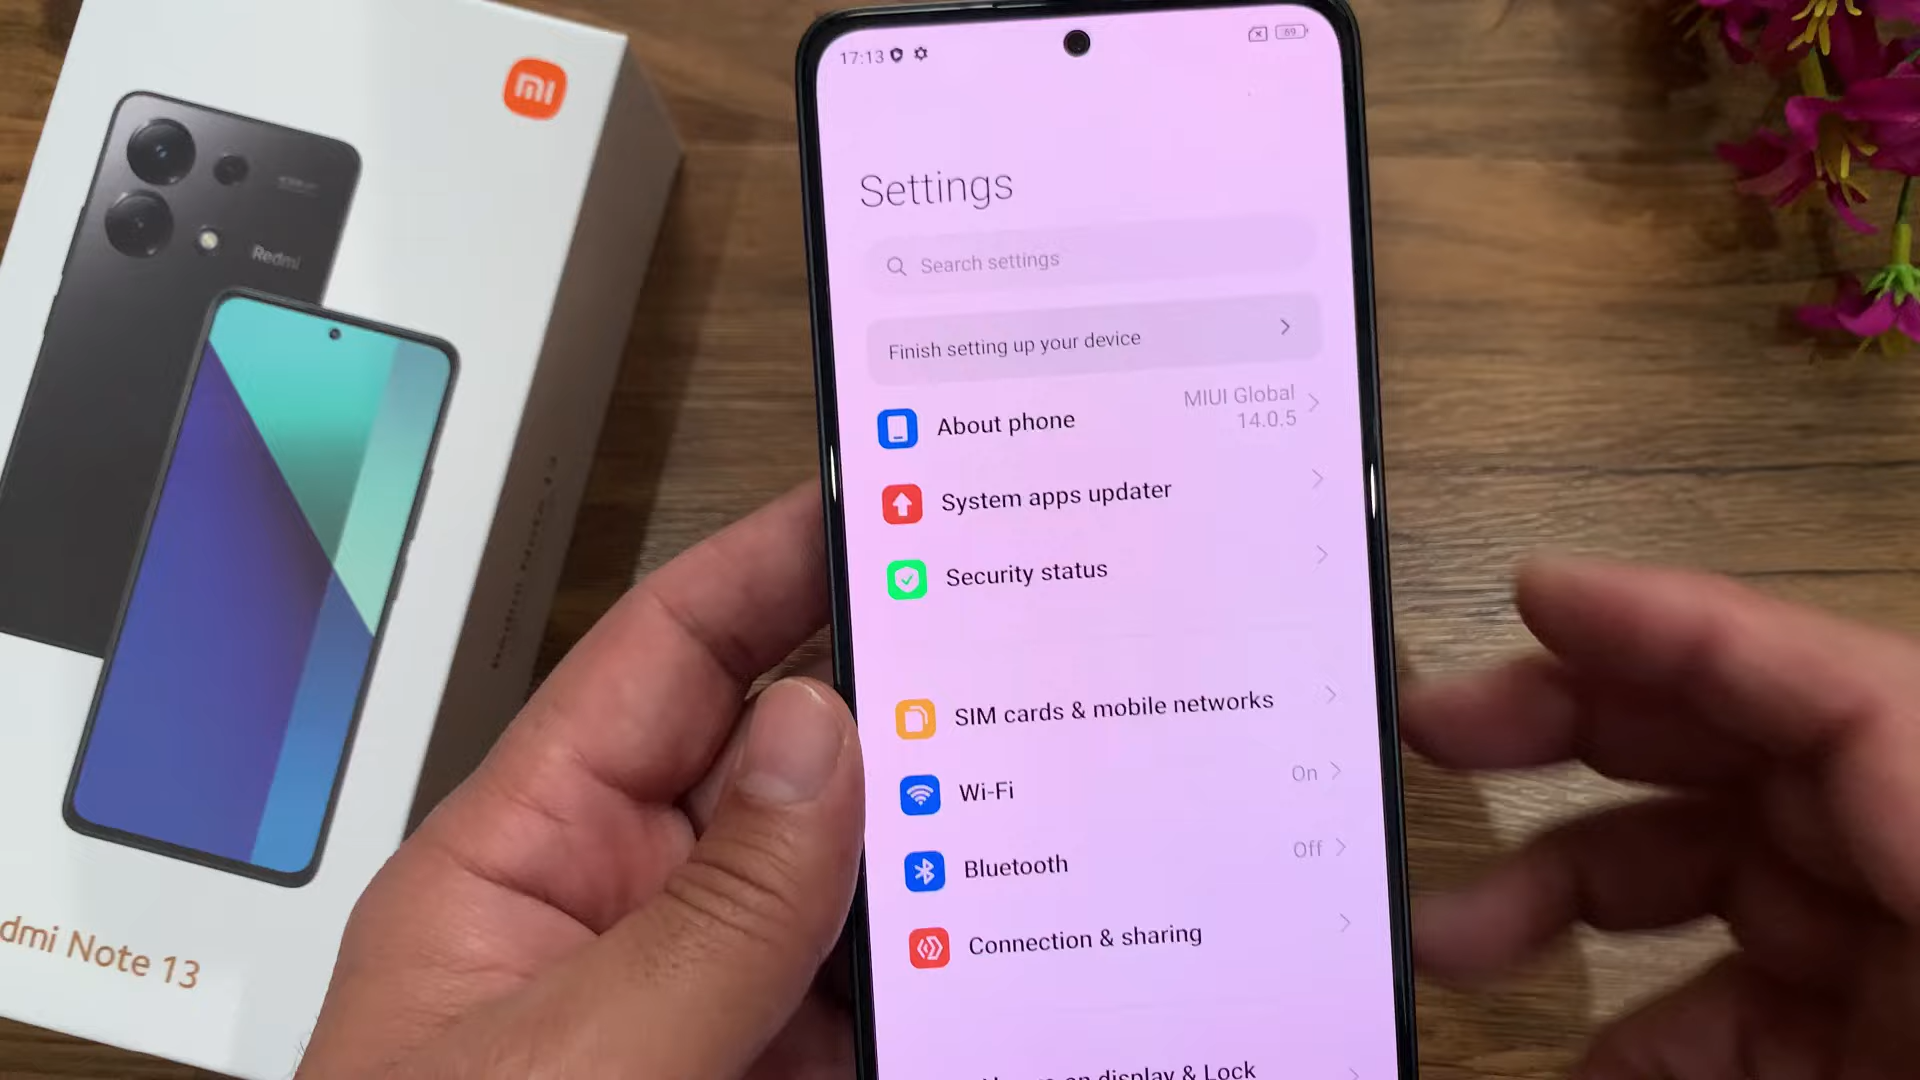 mi
Redmi
dmi Note 13
17:13
69
Settings
Search settings
Finish setting up your device
About phone
MIUI Global
14.0.5
System apps updater
Security status
SIM cards & mobile networks
Wi-Fi
On
Bluetooth
Off
Connection & sharing
on display & Lock